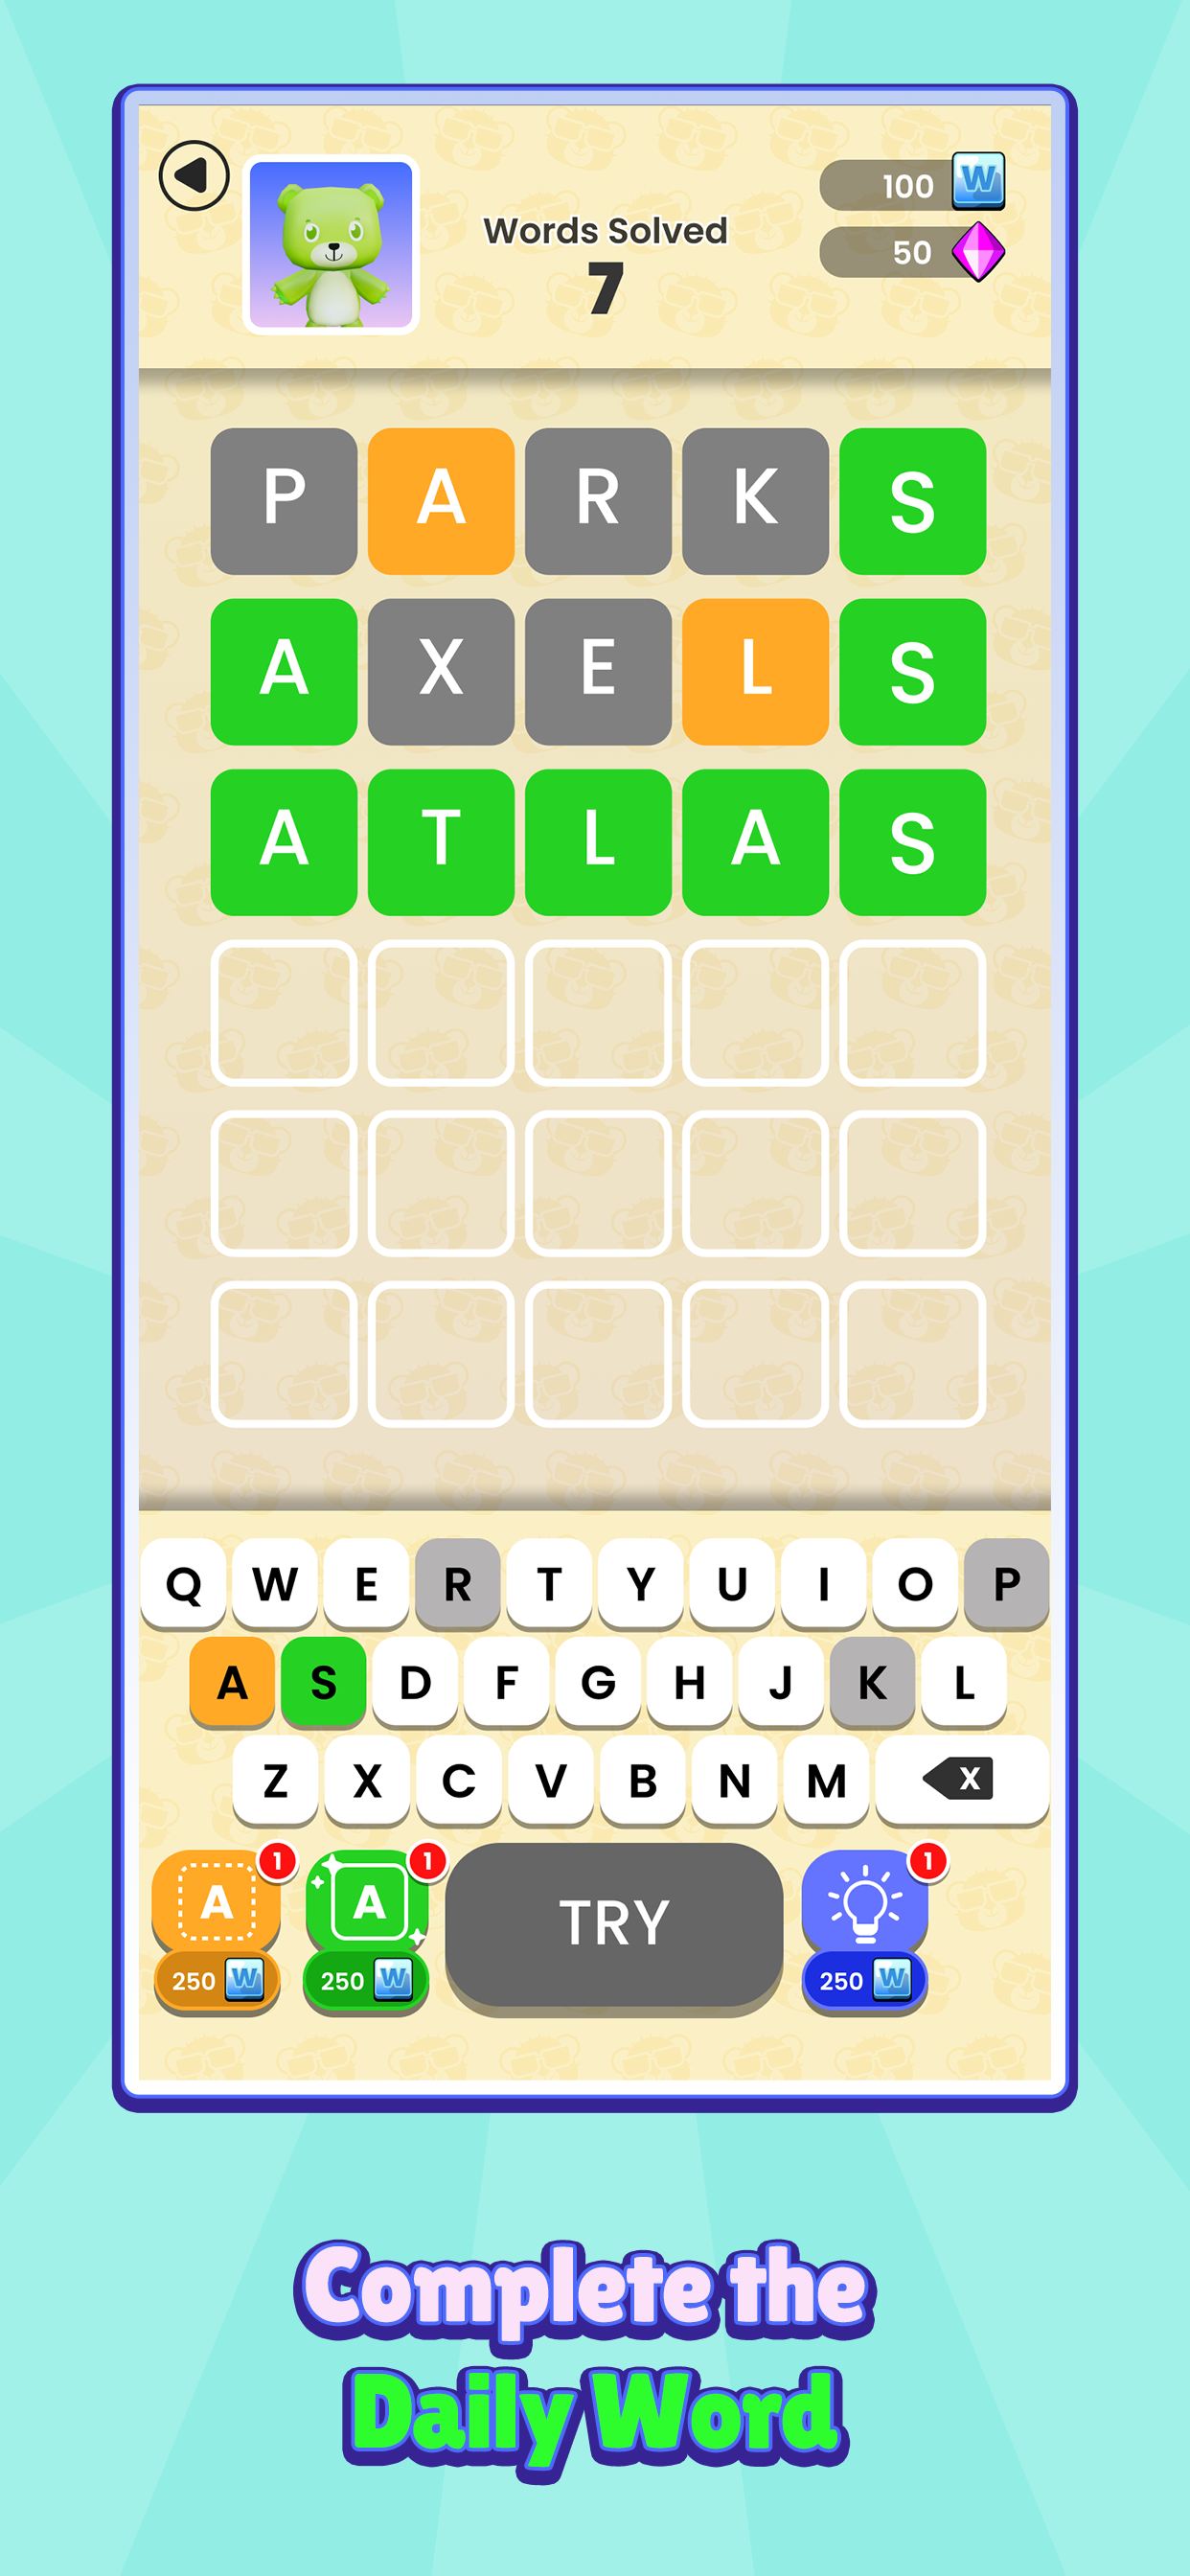 100 W
Words Solved
7
50
P A R K S
A X E L S
A T L A S
Q W E R T Y U I O P
A S D F G H J K L
Z X C V B N M X
A 1 A 1 TRY 1
250 W 250 W 250 W
Complete the
Daily Word